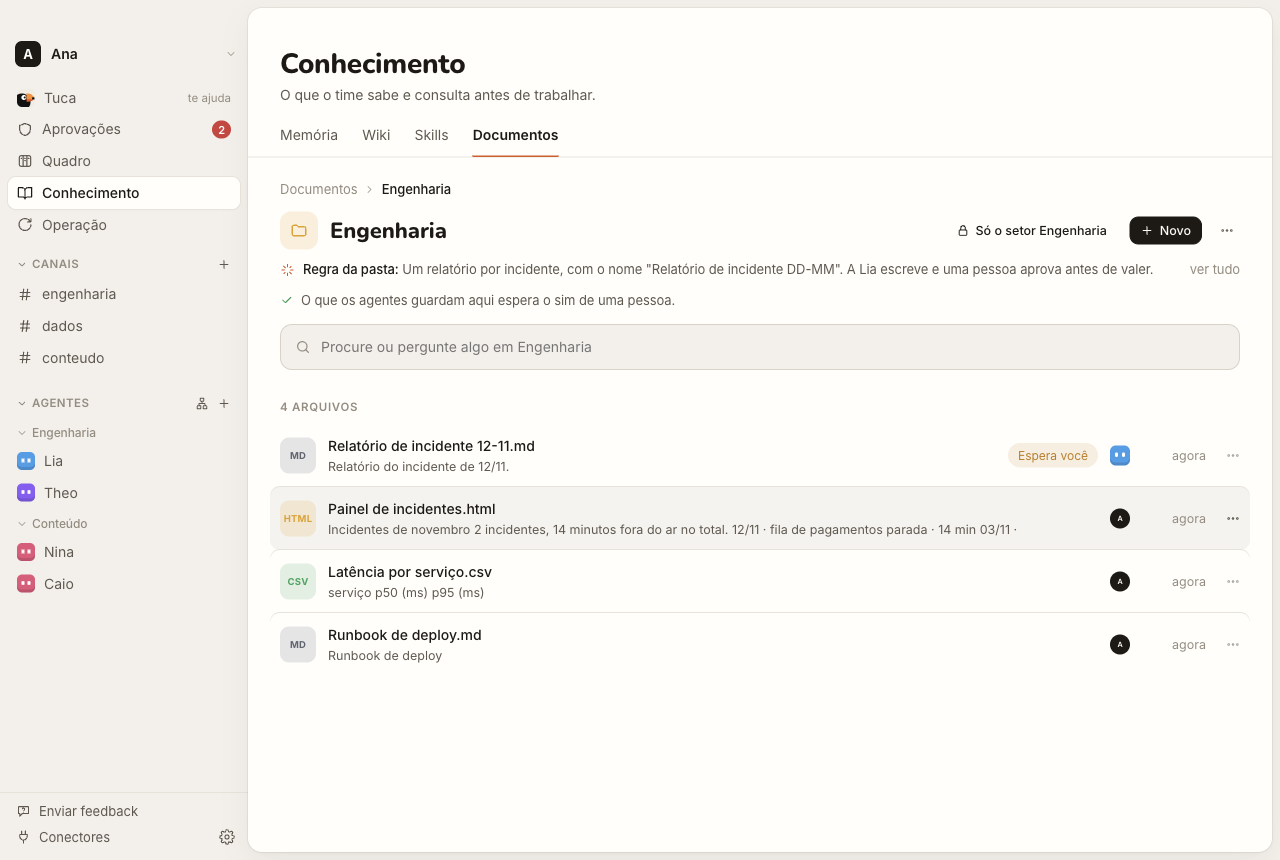 A Ana
Tuca te ajuda
Aprovações 2
Quadro
Conhecimento
Operação
CANAIS
engenharia
dados
conteudo
AGENTES
Engenharia
Lia
Theo
Conteúdo
Nina
Caio
Enviar feedback
Conectores
Conhecimento
O que o time sabe e consulta antes de trabalhar.
Memória Wiki Skills Documentos
Documentos > Engenharia
Engenharia
Só o setor Engenharia
+ Novo
Regra da pasta: Um relatório por incidente, com o nome "Relatório de incidente DD-MM". A Lia escreve e uma pessoa aprova antes de valer. ver tudo
O que os agentes guardam aqui espera o sim de uma pessoa.
Procure ou pergunte algo em Engenharia
4 ARQUIVOS
MD Relatório de incidente 12-11.md
Relatório do incidente de 12/11.
Espera você agora
HTML Painel de incidentes.html
Incidentes de novembro 2 incidentes, 14 minutos fora do ar no total. 12/11 · fila de pagamentos parada · 14 min 03/11 ·
A agora
CSV Latência por serviço.csv
serviço p50 (ms) p95 (ms)
A agora
MD Runbook de deploy.md
Runbook de deploy
A agora